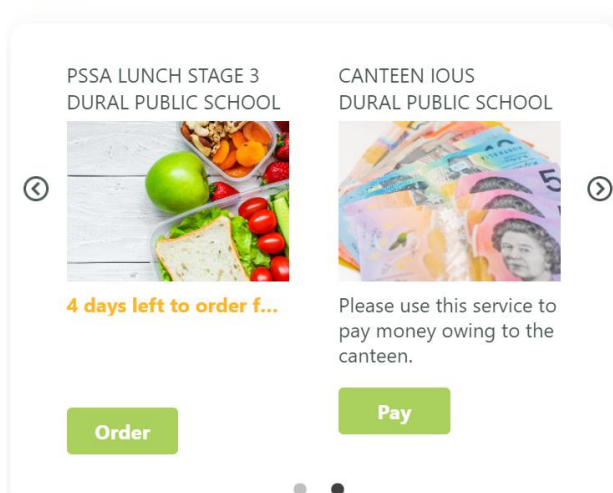 PSSA LUNCH STAGE 3
DURAL PUBLIC SCHOOL
4 days left to order f...
Order
CANTEEN IOUS
DURAL PUBLIC SCHOOL
5
Please use this service to
pay money owing to the
canteen.
Pay